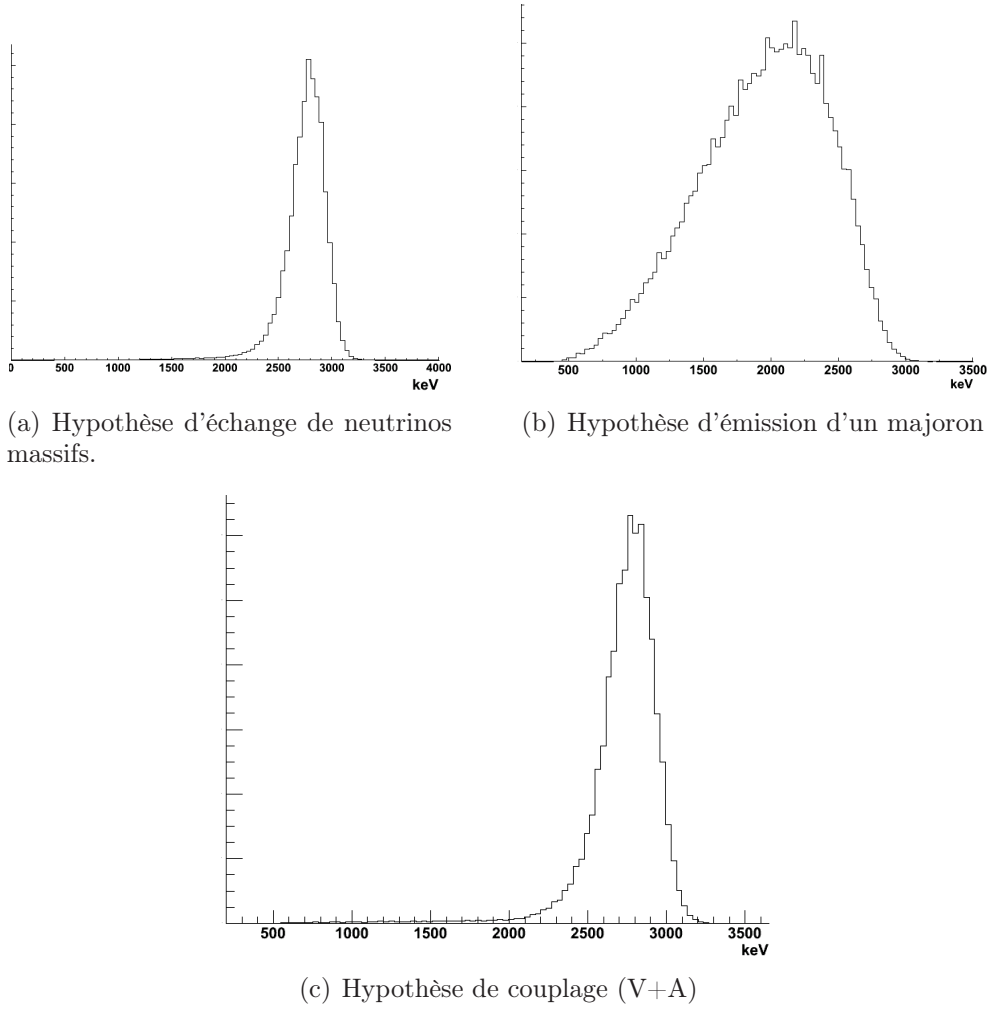 0 500 1000 1500 2000 2500 3000 3500 4000
keV
500 1000 1500 2000 2500 3000 3500
keV
(a) Hypothèse d'échange de neutrinos
massifs.
(b) Hypothèse d'émission d'un majoron
500 1000 1500 2000 2500 3000 3500
keV
(c) Hypothèse de couplage (V+A)